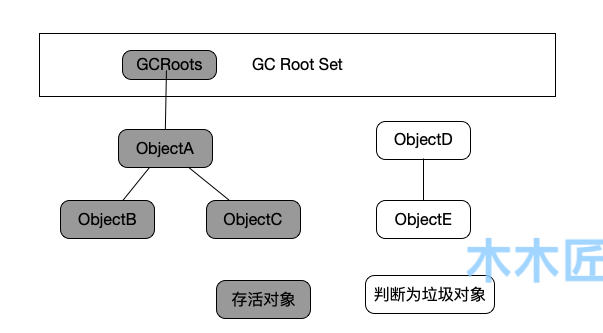 GCRoots
GC Root Set
ObjectA
ObjectD
ObjectB
ObjectC
ObjectE
木木匠
存活对象
判断为垃圾对象